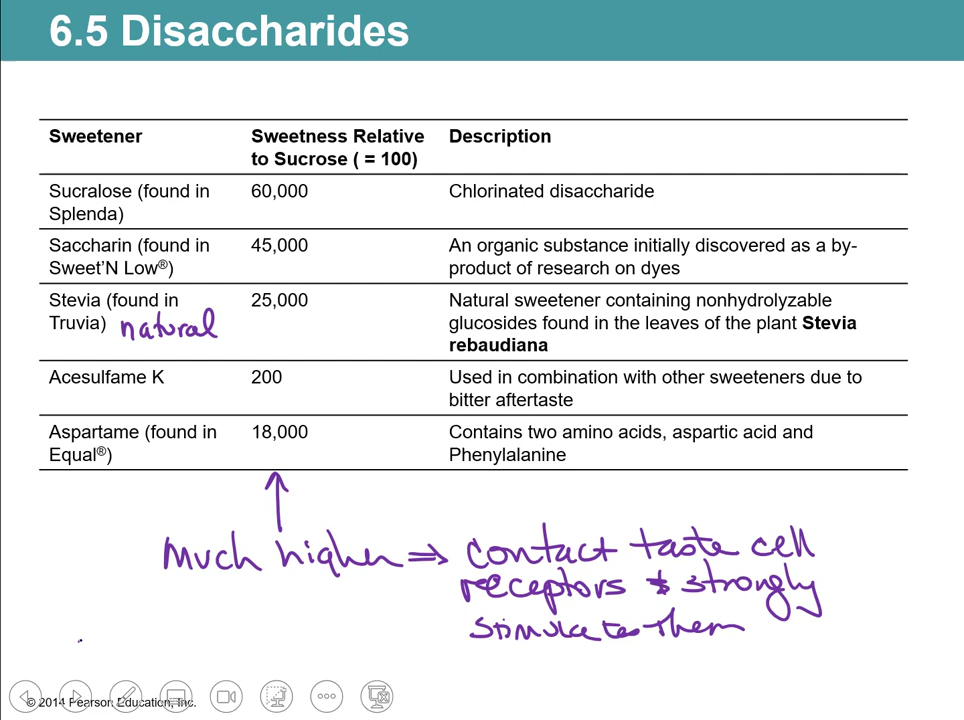 6.5 Disaccharides
Sweetener Sweetness Relative Description
to Sucrose ( = 100)
Sucralose (found in 60,000 Chlorinated disaccharide
Splenda)
Saccharin (found in 45,000 An organic substance initially discovered as a by-
Sweet’N Low®) product of research on dyes
Stevia (found in 25,000 Natural sweetener containing nonhydrolyzable
Truvia) natural glucosides found in the leaves of the plant Stevia
rebaudiana
Acesulfame K 200 Used in combination with other sweeteners due to
bitter aftertaste
Aspartame (found in 18,000 Contains two amino acids, aspartic acid and
Equal®) Phenylalanine
↑
Much higher ⇒ contact taste cell
receptors & strongly
stimulates them
© 2014 Pearson Education, Inc.